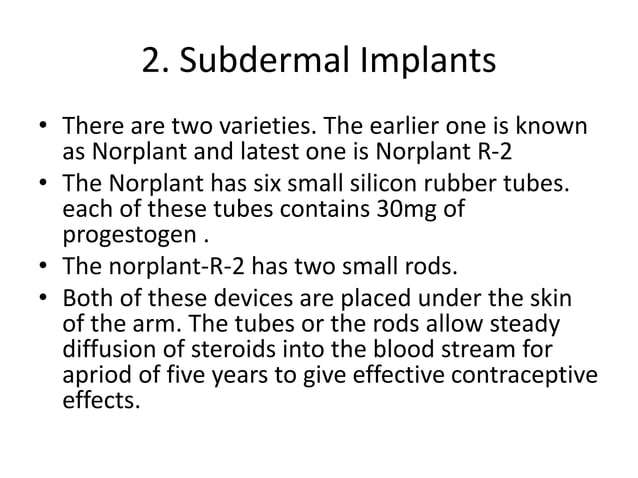 2. Subdermal Implants
• There are two varieties. The earlier one is known
as Norplant and latest one is Norplant R-2
• The Norplant has six small silicon rubber tubes.
each of these tubes contains 30mg of
progestogen .
• The norplant-R-2 has two small rods.
• Both of these devices are placed under the skin
of the arm. The tubes or the rods allow steady
diffusion of steroids into the blood stream for
apriod of five years to give effective contraceptive
effects.